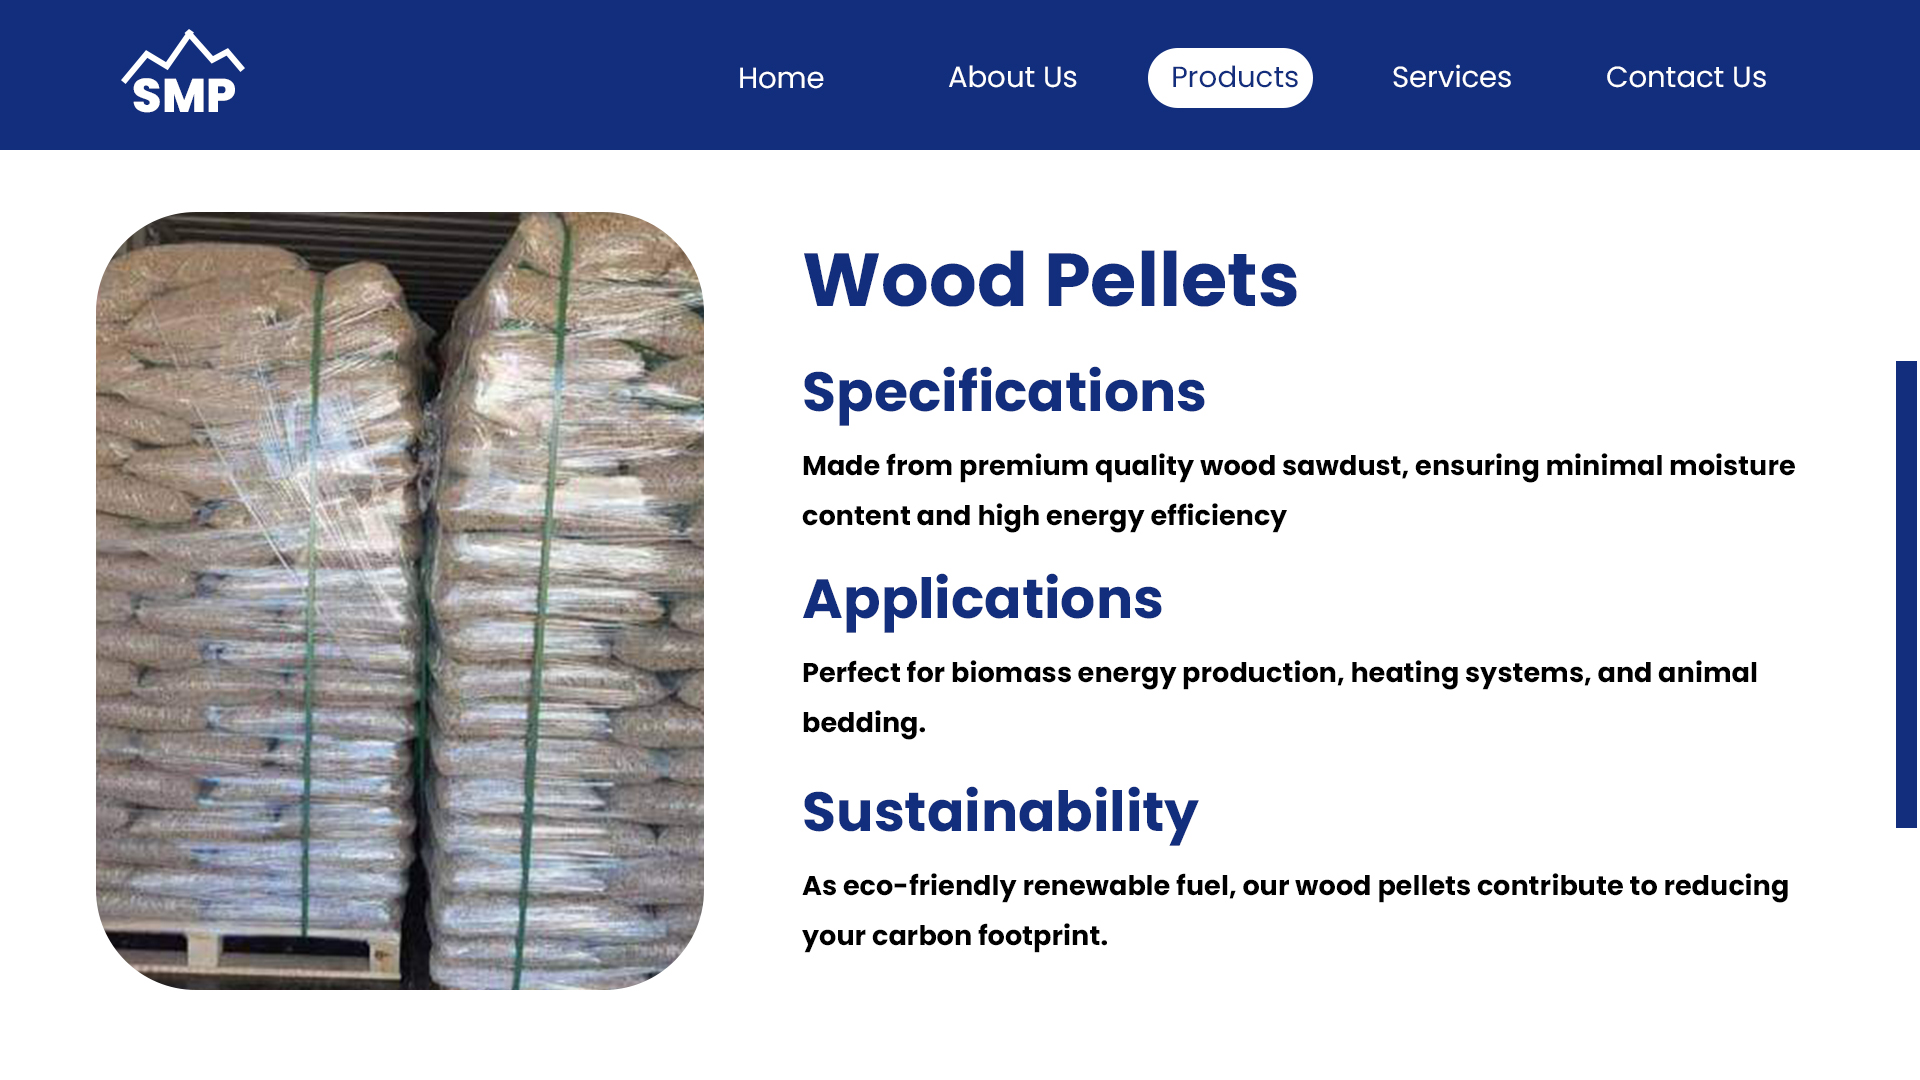 SMP
Home
About Us
Products
Services
Contact Us
Wood Pellets
Specifications
Made from premium quality wood sawdust, ensuring minimal moisture
content and high energy efficiency
Applications
Perfect for biomass energy production, heating systems, and animal
bedding.
Sustainability
As eco-friendly renewable fuel, our wood pellets contribute to reducing
your carbon footprint.